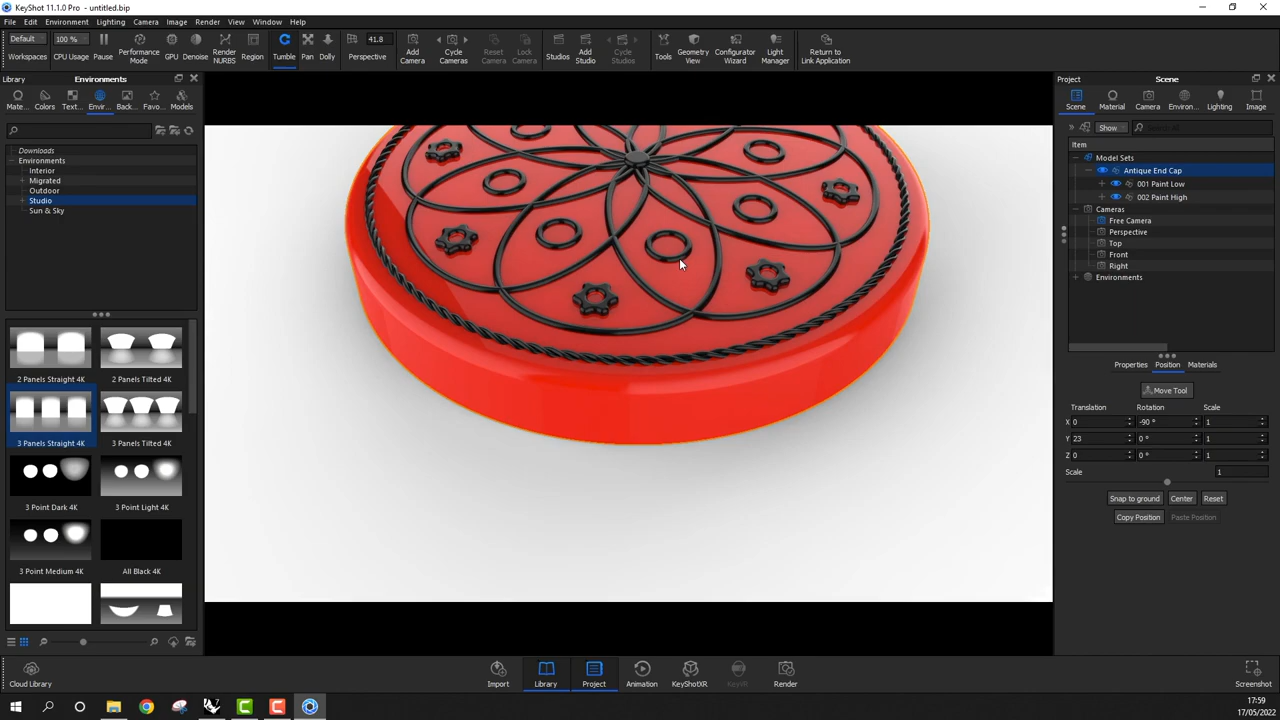 KeyShot 11.1.0 Pro - untitled.bip
File Edit Environment Lighting Camera Image Render View Window Help
Default 100 % 41.8
Workspaces CPU Usage Pause Performance Mode GPU Denoise Render NURBS Region Tumble Pan Dolly Perspective Add Camera Cycle Cameras Reset Camera Lock Camera Studios Add Studio Cycle Studios Tools Geometry View Configurator Wizard Light Manager Return to Link Application
Library Environments
Mate... Colors Text... Envir... Back... Favo... Models
Downloads
Environments
Interior
Migrated
Outdoor
Studio
Sun & Sky
2 Panels Straight 4K 2 Panels Tilted 4K
3 Panels Straight 4K 3 Panels Tilted 4K
3 Point Dark 4K 3 Point Light 4K
3 Point Medium 4K All Black 4K
Project Scene
Scene Material Camera Environ... Lighting Image
Show
Item
Model Sets
Antique End Cap
001 Paint Low
002 Paint High
Cameras
Free Camera
Perspective
Top
Front
Right
Environments
Properties Position Materials
Move Tool
Translation Rotation Scale
X 0 -90 ° 1
Y 23 0 ° 1
Z 0 0 ° 1
Scale 1
Snap to ground Center Reset
Copy Position Paste Position
Cloud Library Import Library Project Animation KeyShotXR KeyVR Render Screenshot
17:59
17/05/2022